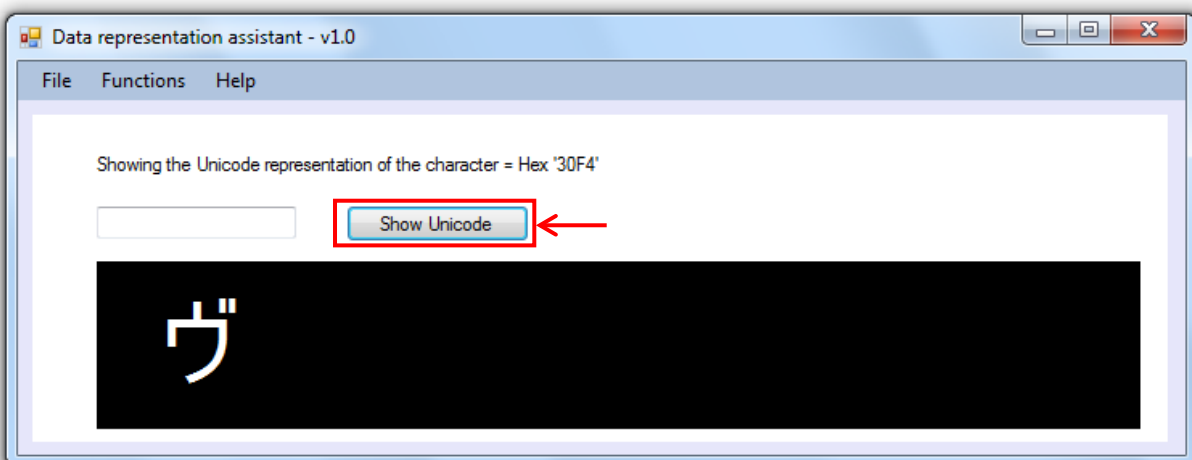 Data representation assistant - v1.0
File Functions Help
Showing the Unicode representation of the character = Hex '30F4'
Show Unicode
ヴ